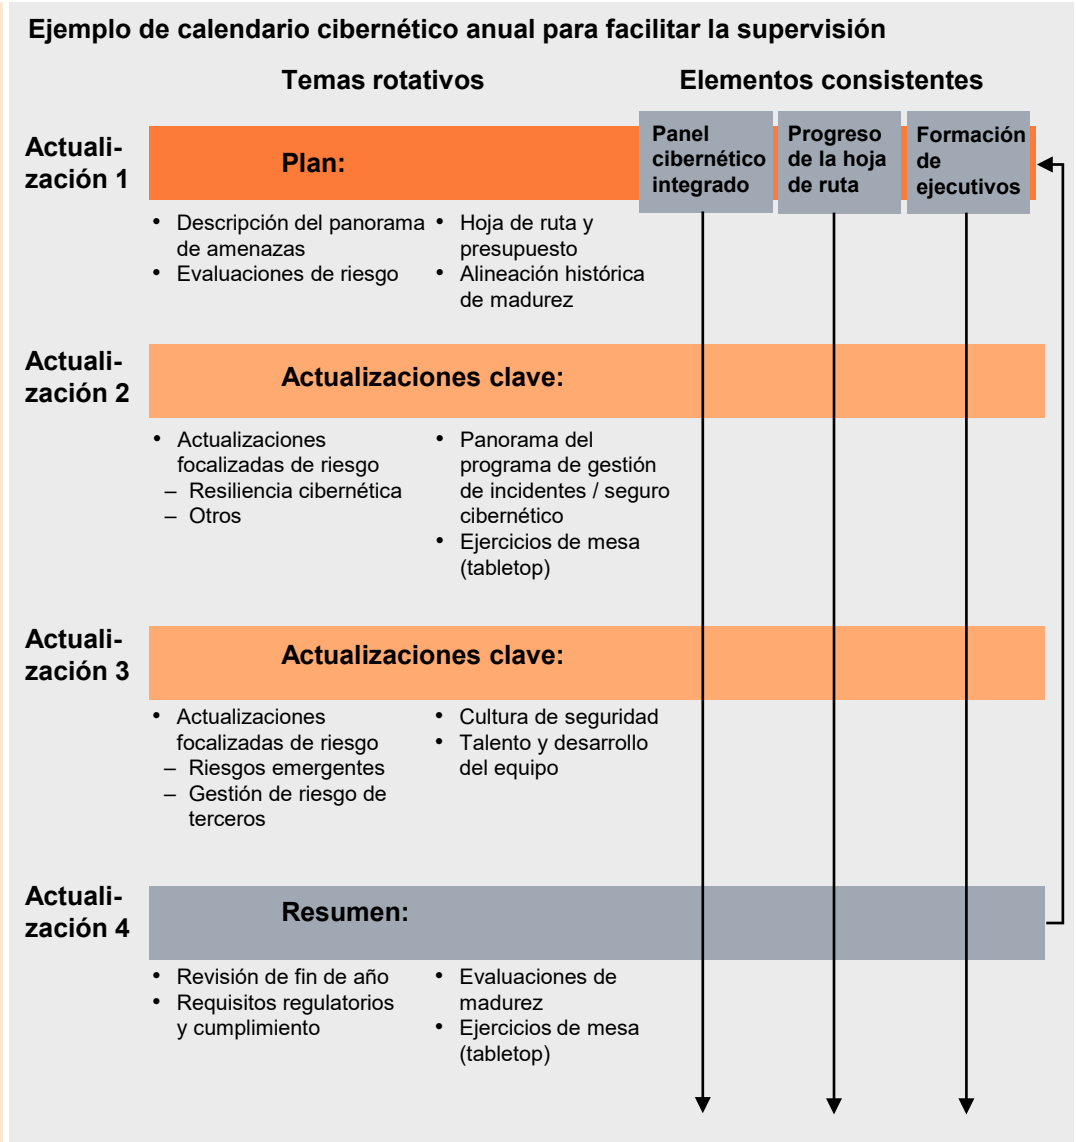 Ejemplo de calendario cibernético anual para facilitar la supervisión
Temas rotativos
Elementos consistentes
Actuali-
zación 1
Plan:
Panel
cibernético
integrado
Progreso
de la hoja
de ruta
Formación
de
ejecutivos
• Descripción del panorama
de amenazas
• Evaluaciones de riesgo
• Hoja de ruta y
presupuesto
• Alineación histórica
de madurez
Actuali-
zación 2
Actualizaciones clave:
• Actualizaciones
focalizadas de riesgo
– Resiliencia cibernética
– Otros
• Panorama del
programa de gestión
de incidentes / seguro
cibernético
• Ejercicios de mesa
(tabletop)
Actuali-
zación 3
Actualizaciones clave:
• Actualizaciones
focalizadas de riesgo
– Riesgos emergentes
– Gestión de riesgo de
terceros
• Cultura de seguridad
• Talento y desarrollo
del equipo
Actuali-
zación 4
Resumen:
• Revisión de fin de año
• Requisitos regulatorios
y cumplimiento
• Evaluaciones de
madurez
• Ejercicios de mesa
(tabletop)